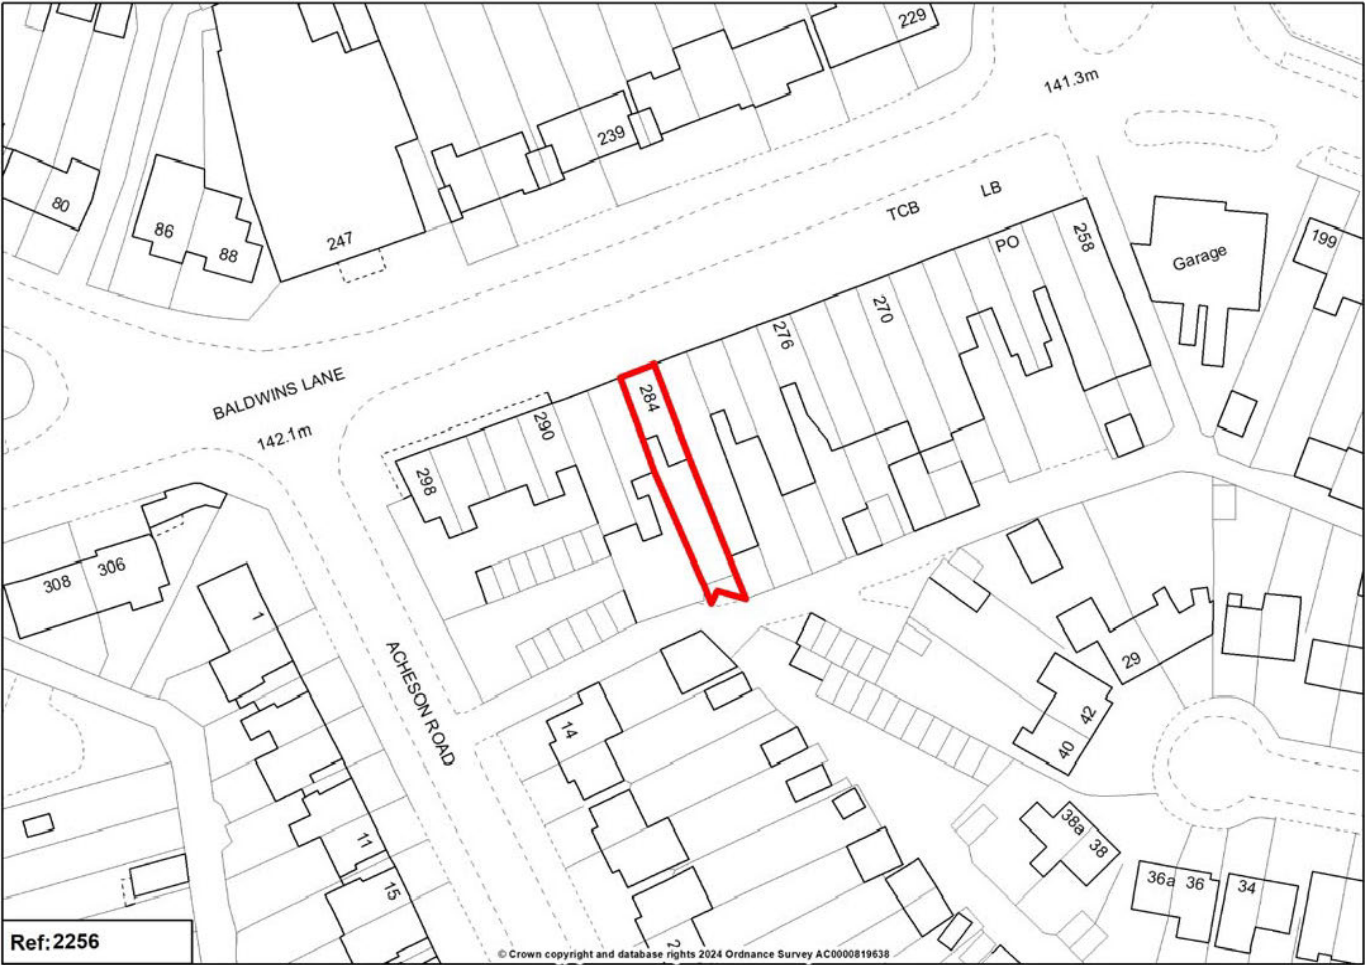 229
141.3m
239
80
86
88
247
TCB
LB
PO
258
Garage
199
270
276
284
290
298
BALDWINS LANE
142.1m
308
306
1
ACHESON ROAD
14
29
42
40
11
15
38a
38
36a
36
34
Ref:2256
© Crown copyright and database rights 2024 Ordnance Survey AC0000819638